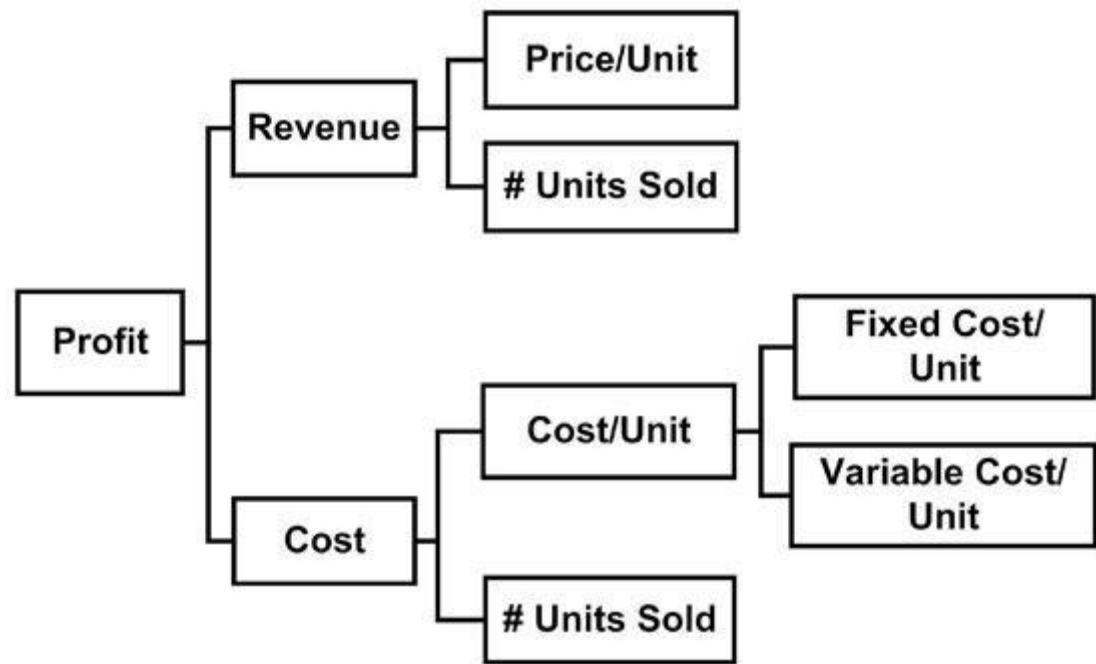 Price/Unit
Revenue
# Units Sold
Profit
Fixed Cost/
Unit
Cost/Unit
Variable Cost/
Unit
Cost
# Units Sold